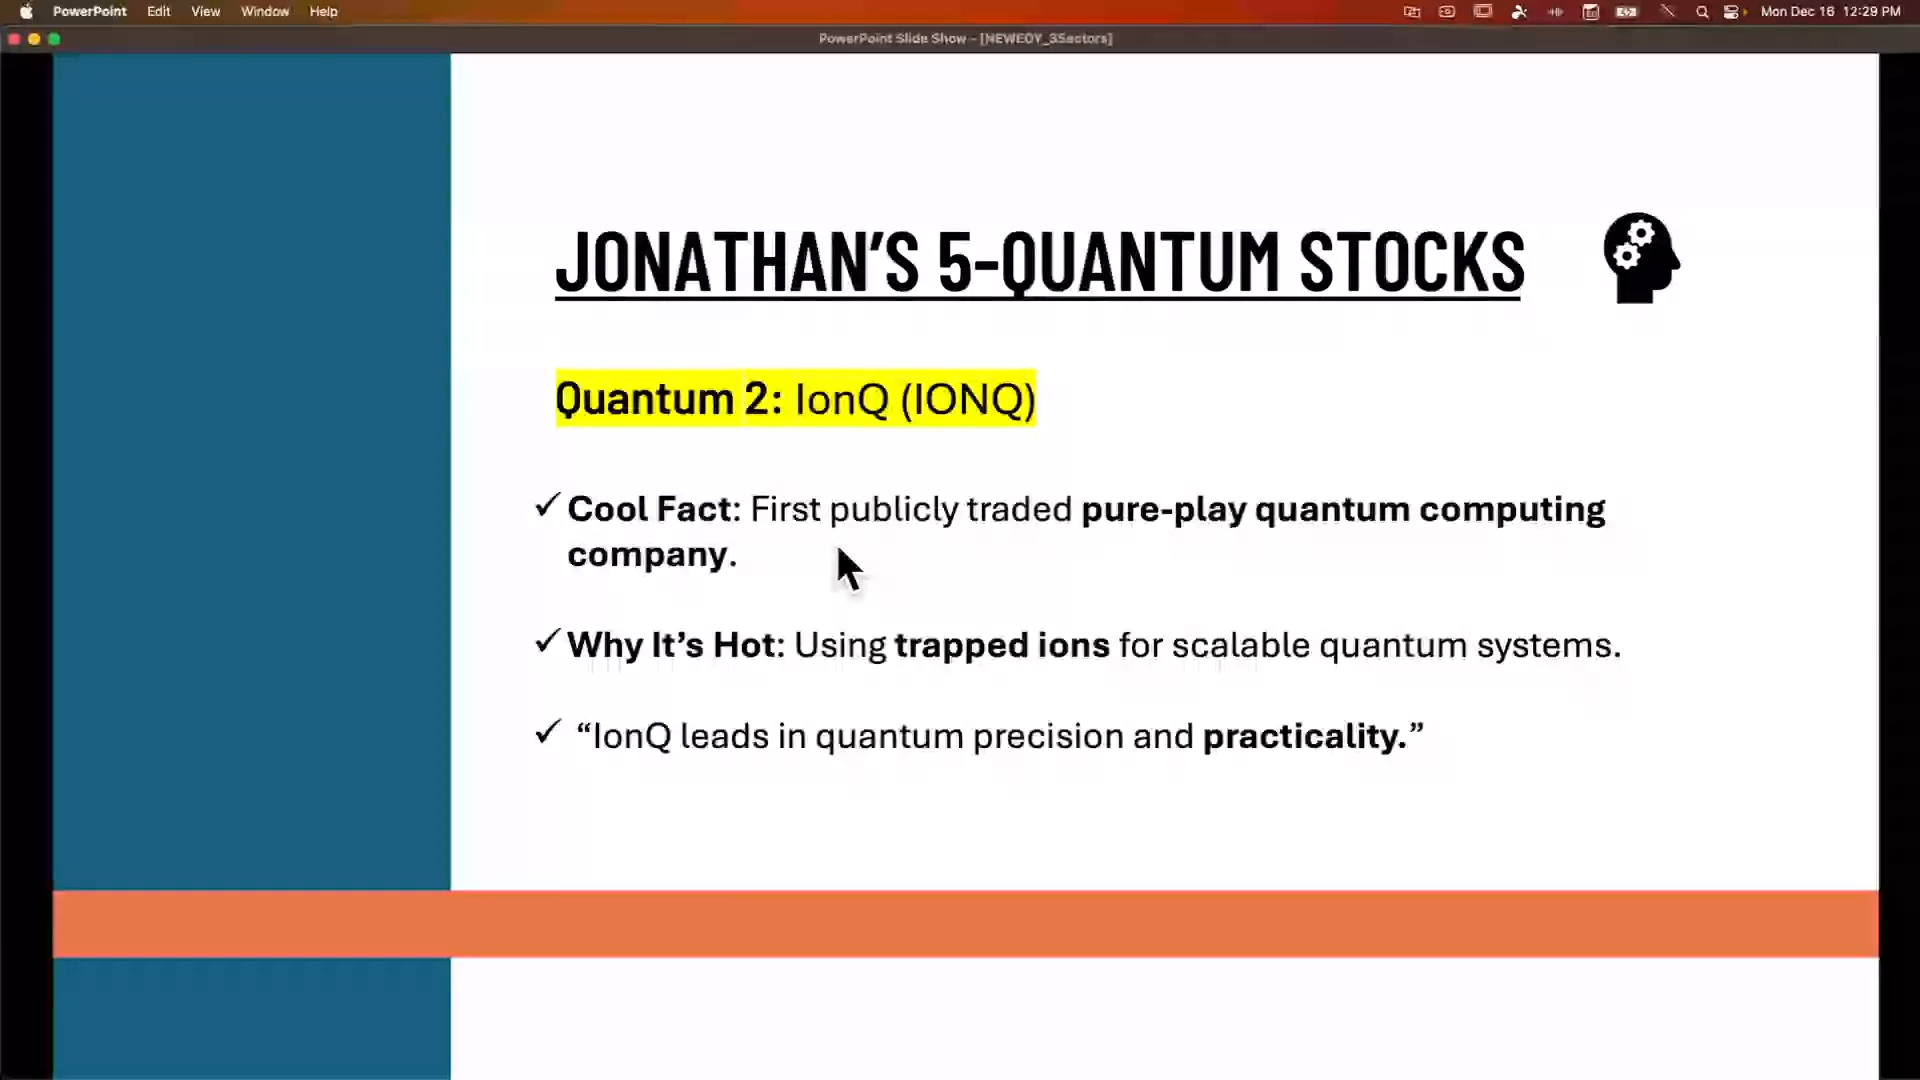 PowerPoint Edit View Window Help Mon Dec 16 12:29 PM
PowerPoint Slide Show - [NEWEOY_3Sectors]
JONATHAN’S 5-QUANTUM STOCKS
Quantum 2: IonQ (IONQ)
✓ Cool Fact: First publicly traded pure-play quantum computing
company.
✓ Why It’s Hot: Using trapped ions for scalable quantum systems.
✓ “IonQ leads in quantum precision and practicality.”